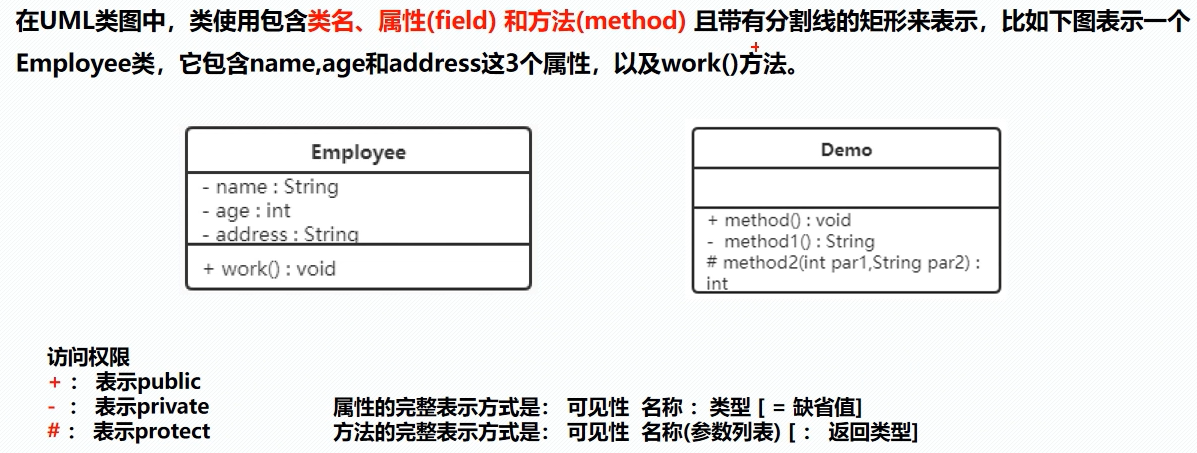 在UML类图中，类使用包含类名、属性(field) 和方法(method) 且带有分割线的矩形来表示，比如下图表示一个
Employee类，它包含name,age和address这3个属性，以及work()方法。
+
Employee
- name : String
- age : int
- address : String
+ work() : void
Demo
+ method() : void
- method1() : String
# method2(int par1,String par2) :
int
访问权限
+ ： 表示public
- ： 表示private
# ： 表示protect
属性的完整表示方式是： 可见性 名称 ：类型 [ = 缺省值]
方法的完整表示方式是： 可见性 名称(参数列表) [ ： 返回类型]